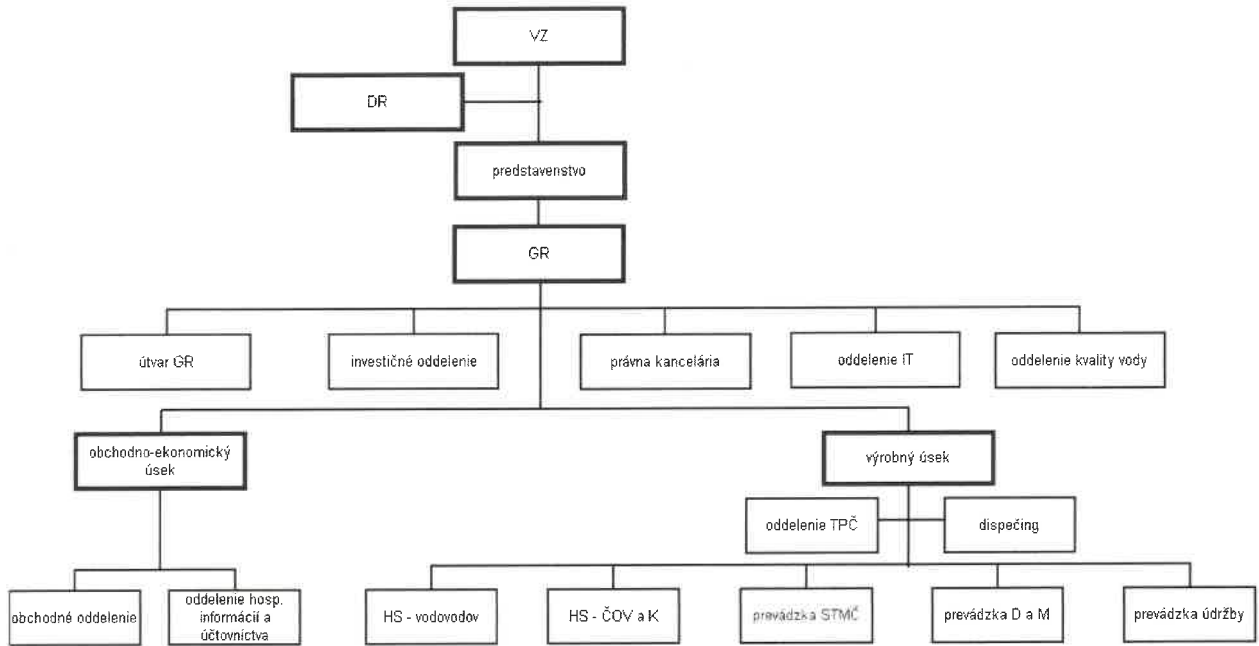 VZ
DR
predstavenstvo
GR
útvar GR
investičné oddelenie
právna kancelária
oddelenie IT
oddelenie kvality vody
obchodno-ekonomický
úsek
výrobný úsek
oddelenie TPČ
dispečing
obchodné oddelenie
oddelenie hosp.
informácií a
účtovníctva
HS - vodovodov
HS - ČOV a K
prevádzka STMČ
prevádzka D a M
prevádzka údržby